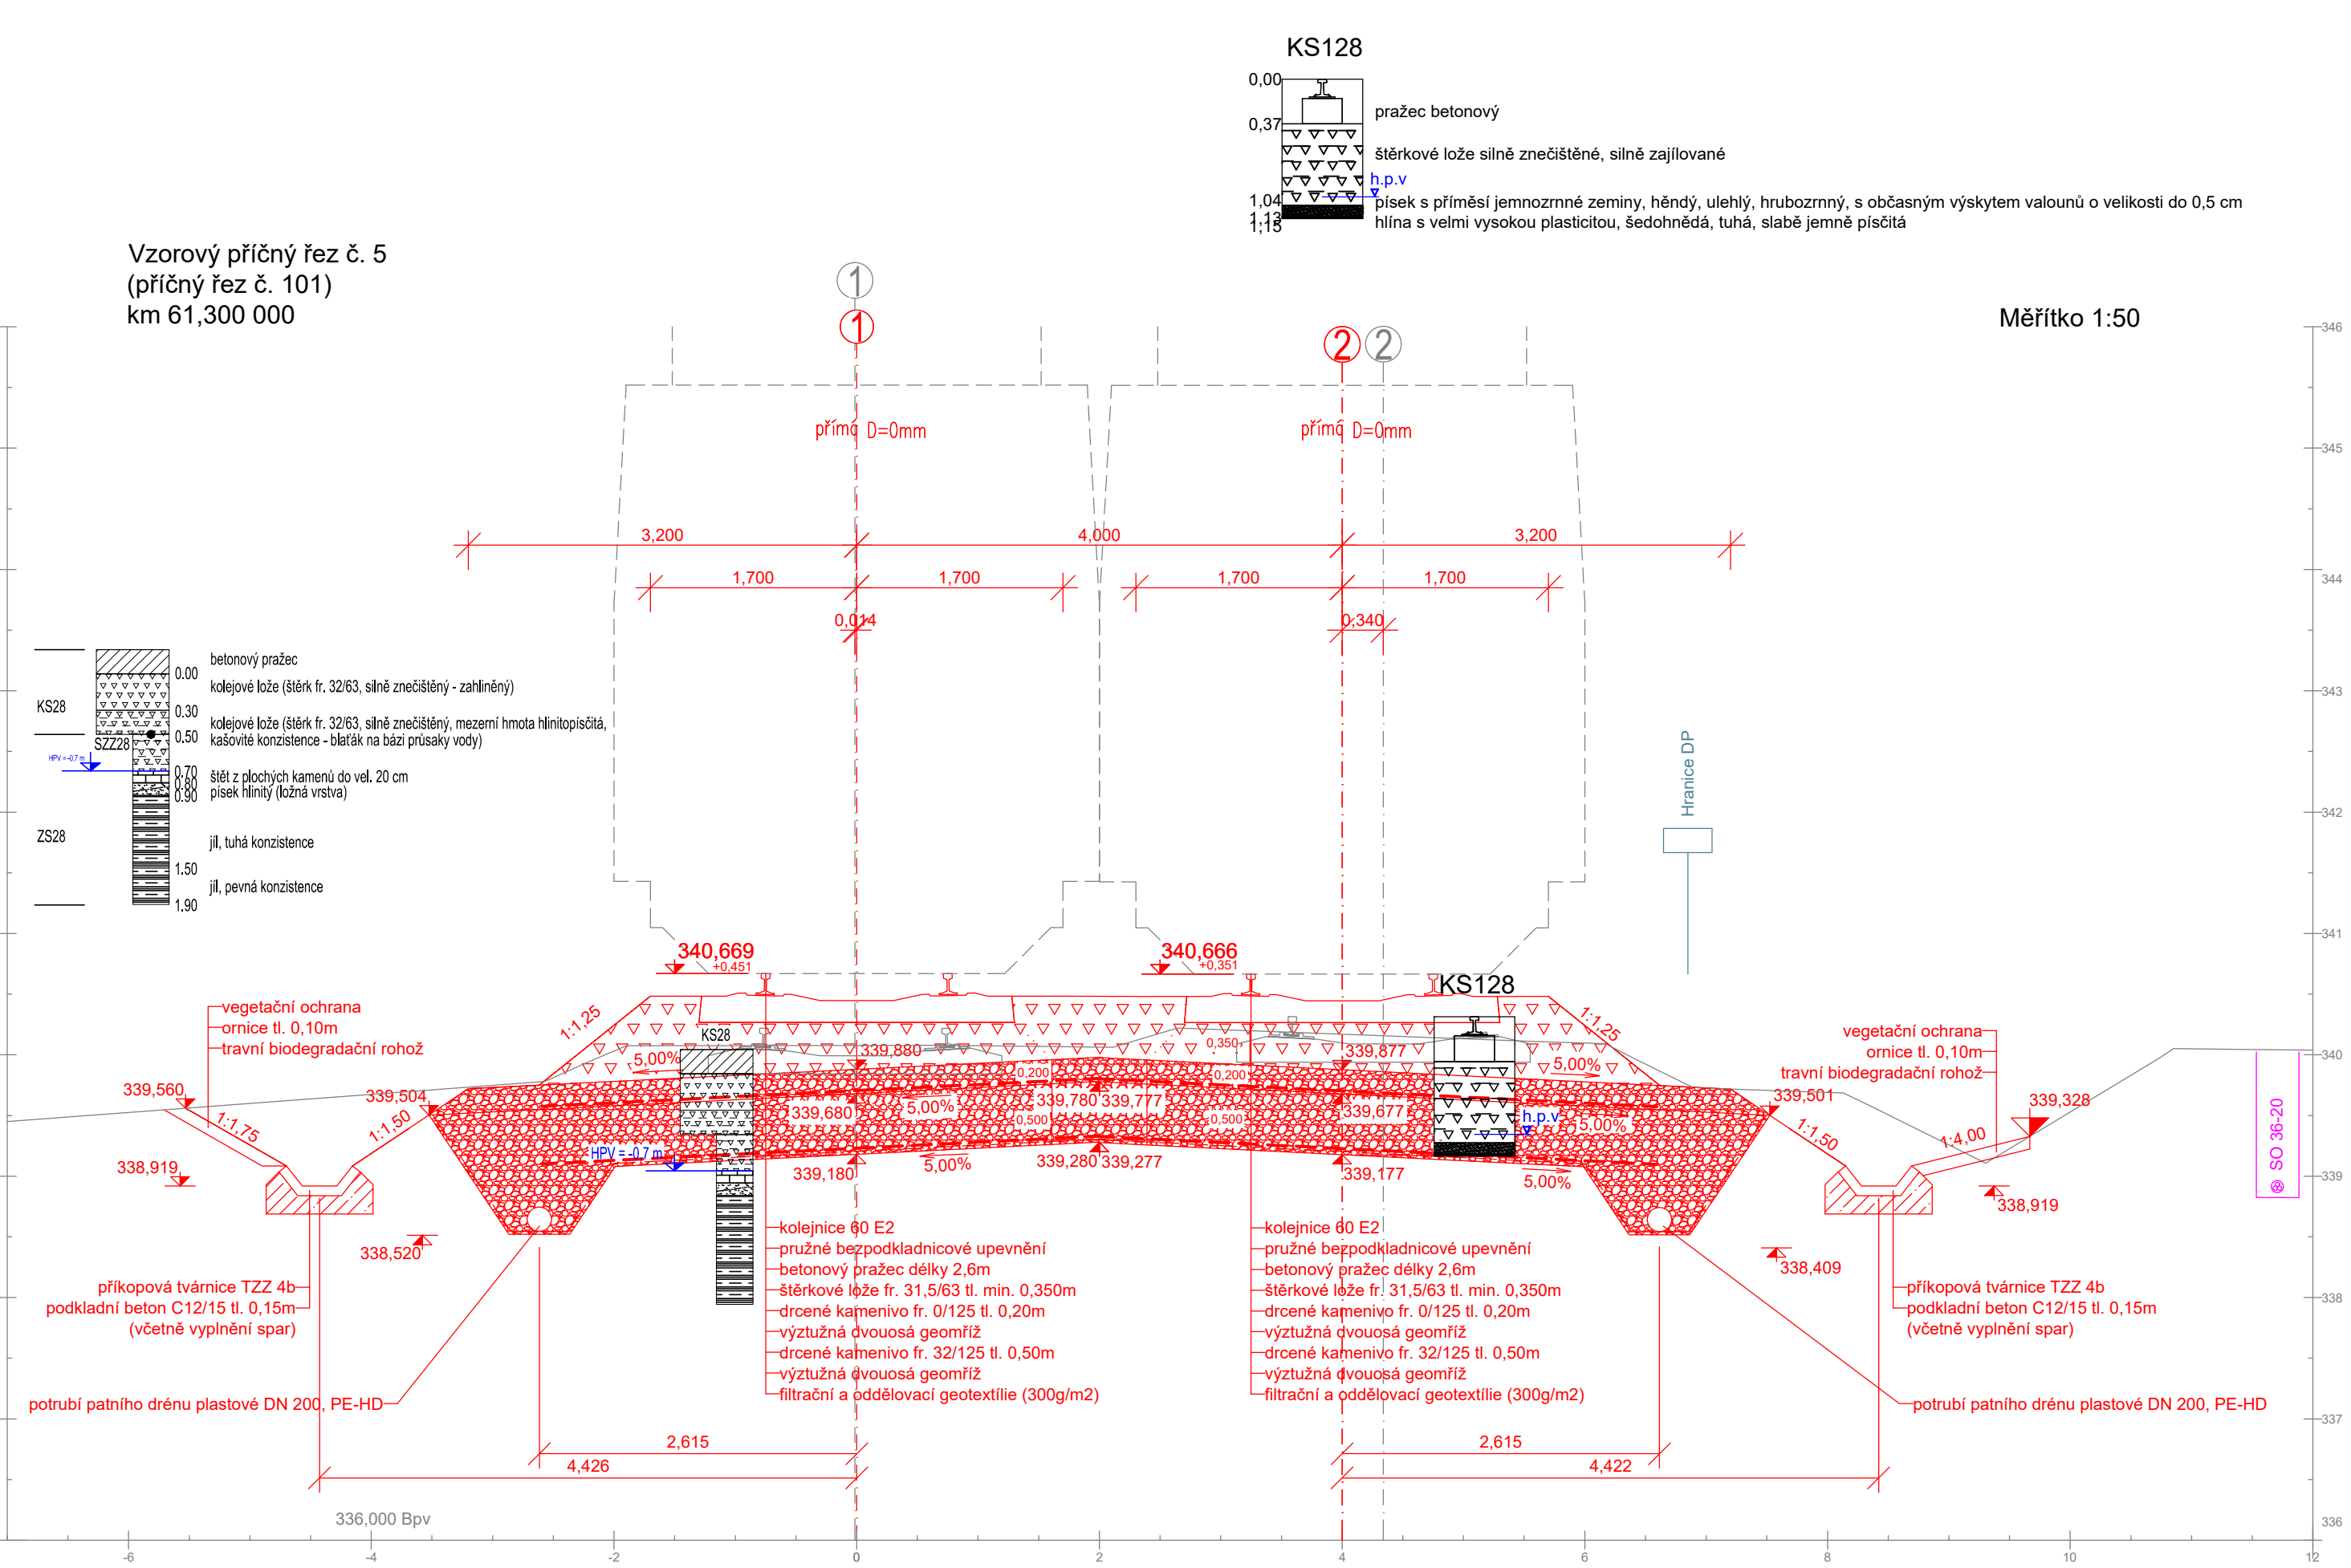 KS128
0,00
pražec betonový
0,37
štěrkové lože silně znečištěné, silně zajílované
h.p.v
1,04
písek s příměsí jemnozrnné zeminy, hěndý, ulehlý, hrubozrnný, s občasným výskytem valounů o velikosti do 0,5 cm
1,13
1,15
hlína s velmi vysokou plasticitou, šedohnědá, tuhá, slabě jemně písčitá
Vzorový příčný řez č. 5
(příčný řez č. 101)
km 61,300 000
Měřítko 1:50
1
1
2
2
přímá D=0mm
přímá D=0mm
3,200
4,000
3,200
1,700
1,700
1,700
1,700
0,014
0,340
KS28
SZZ28
HPV = -0.7 m
ZS28
betonový pražec
0.00
kolejové lože (štěrk fr. 32/63, silně znečištěný - zahliněný)
0.30
kolejové lože (štěrk fr. 32/63, silně znečištěný, mezerní hmota hlinitopísčitá,
0,50
kašovité konzistence - blaťák na bázi průsaky vody)
0.70
štět z plochých kamenů do vel. 20 cm
0.80
písek hlinitý (ložná vrstva)
0.90
jíl, tuhá konzistence
1.50
jíl, pevná konzistence
1,90
Hranice DP
340,669
+0,451
340,666
+0,351
KS128
vegetační ochrana
ornice tl. 0,10m
travní biodegradační rohož
1:1,25
1:1,25
vegetační ochrana
ornice tl. 0,10m
travní biodegradační rohož
KS28
5,00%
339,880
0,350
339,877
5,00%
0,200
0,200
339,560
339,504
339,501
339,328
1:1,75
1:1,50
339,680
5,00%
339,780
339,777
339,677
h.p.v
5,00%
1:1,50
1:4,00
0,500
0,500
HPV = -0.7 m
338,919
339,180
5,00%
339,280
339,277
339,177
5,00%
338,919
SO 36-20
338,520
338,409
příkopová tvárnice TZZ 4b
podkladní beton C12/15 tl. 0,15m
(včetně vyplnění spar)
kolejnice 60 E2
pružné bezpodkladnicové upevnění
betonový pražec délky 2,6m
štěrkové lože fr. 31,5/63 tl. min. 0,350m
drcené kamenivo fr. 0/125 tl. 0,20m
výztužná dvouosá geomříž
drcené kamenivo fr. 32/125 tl. 0,50m
výztužná dvouosá geomříž
filtrační a oddělovací geotextílie (300g/m2)
kolejnice 60 E2
pružné bezpodkladnicové upevnění
betonový pražec délky 2,6m
štěrkové lože fr. 31,5/63 tl. min. 0,350m
drcené kamenivo fr. 0/125 tl. 0,20m
výztužná dvouosá geomříž
drcené kamenivo fr. 32/125 tl. 0,50m
výztužná dvouosá geomříž
filtrační a oddělovací geotextílie (300g/m2)
příkopová tvárnice TZZ 4b
podkladní beton C12/15 tl. 0,15m
(včetně vyplnění spar)
potrubí patního drénu plastové DN 200, PE-HD
potrubí patního drénu plastové DN 200, PE-HD
2,615
2,615
4,426
4,422
336,000 Bpv
346
345
344
343
342
341
340
339
338
337
336
-6
-4
-2
0
2
4
6
8
10
12